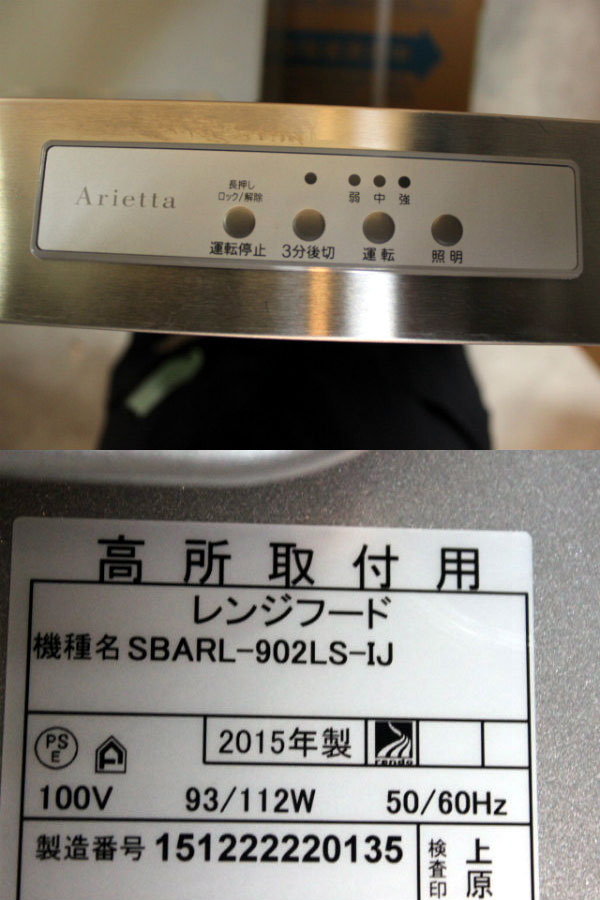 Arietta
長押し
ロック/解除
弱 中 強
運転停止 3分後切 運転 照明
高所取付用
レンジフード
機種名 SBARL-902LS-IJ
PS
E
2015年製
100V 93/112W 50/60Hz
製造番号 151222220135
検査印
上原